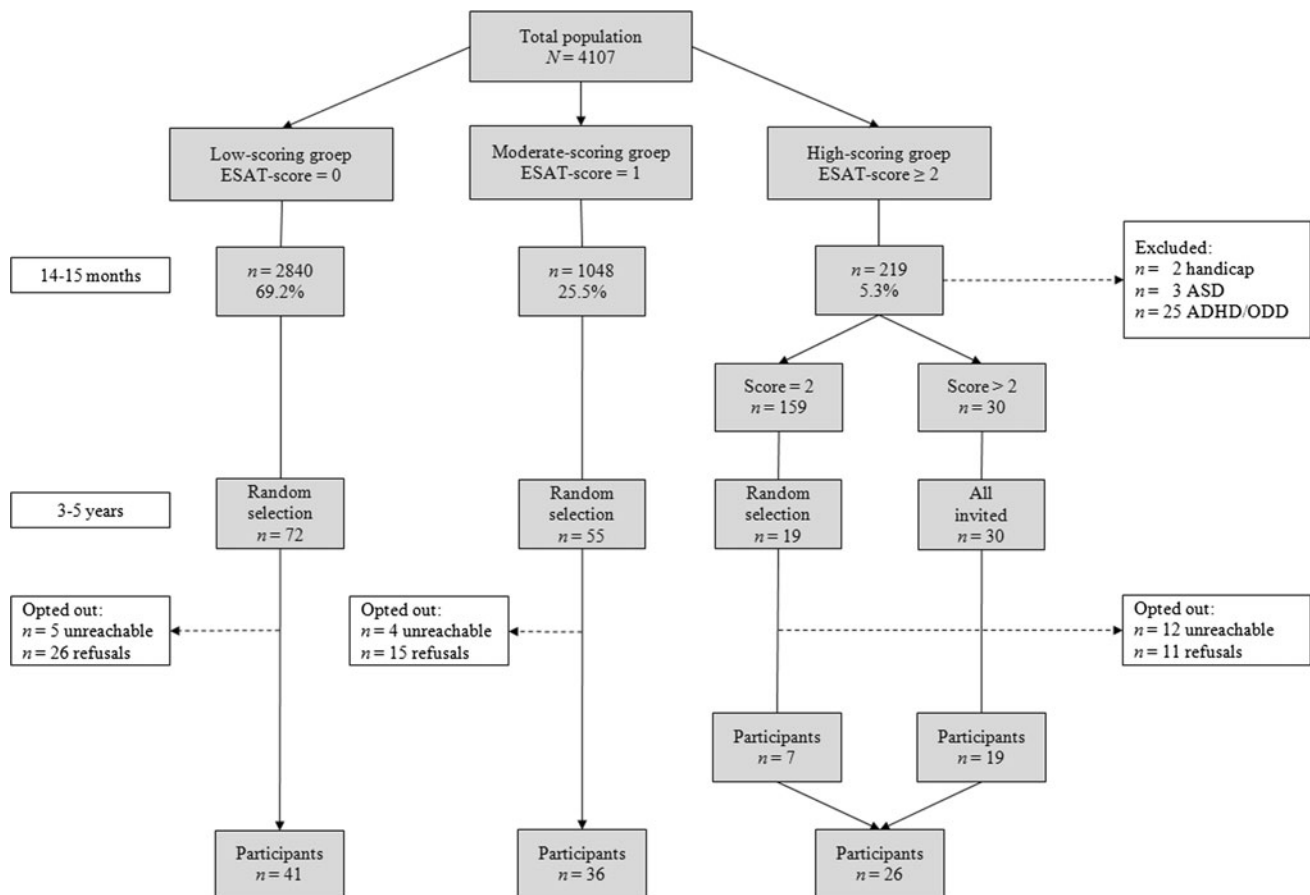 Total population
N = 4107
Low-scoring groep
ESAT-score = 0
Moderate-scoring groep
ESAT-score = 1
High-scoring groep
ESAT-score ≥ 2
14-15 months
n = 2840
69.2%
n = 1048
25.5%
n = 219
5.3%
Excluded:
n = 2 handicap
n = 3 ASD
n = 25 ADHD/ODD
Score = 2
n = 159
Score > 2
n = 30
3-5 years
Random
selection
n = 72
Random
selection
n = 55
Random
selection
n = 19
All
invited
n = 30
Opted out:
n = 5 unreachable
n = 26 refusals
Opted out:
n = 4 unreachable
n = 15 refusals
Opted out:
n = 12 unreachable
n = 11 refusals
Participants
n = 7
Participants
n = 19
Participants
n = 41
Participants
n = 36
Participants
n = 26